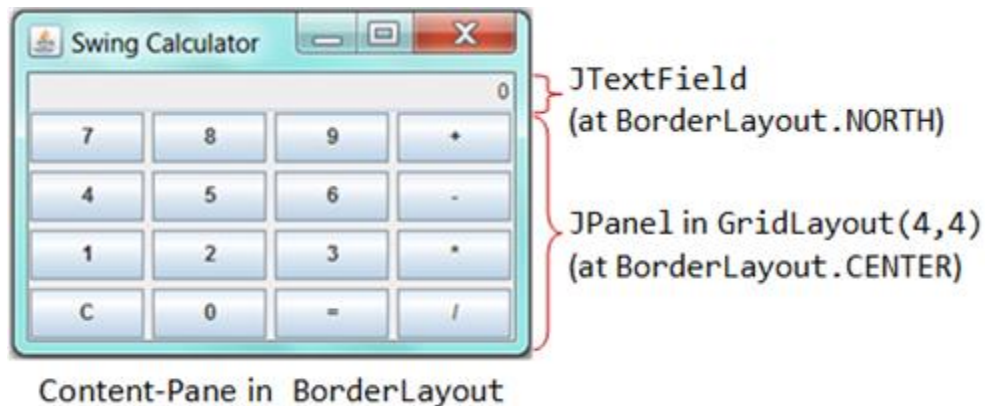 Swing Calculator
0
7 8 9 +
4 5 6 -
1 2 3 *
C 0 = /
JTextField
(at BorderLayout.NORTH)
JPanel in GridLayout(4,4)
(at BorderLayout.CENTER)
Content-Pane in BorderLayout